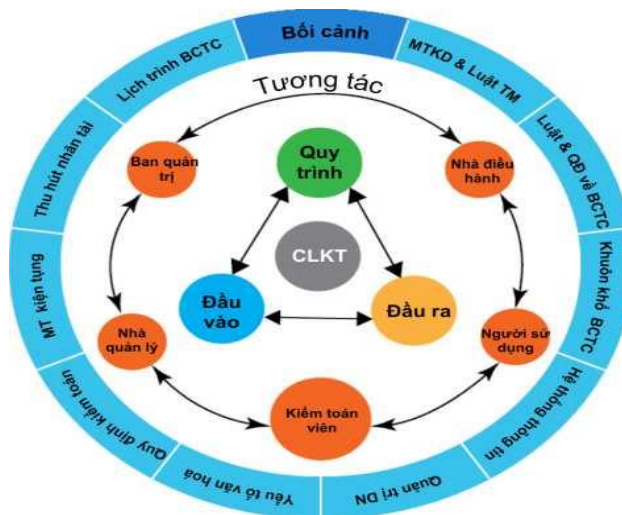 Bối cảnh
MTKD & Luật TM
Luật & QĐ về BCTC
Khuôn khổ BCTC
Hệ thống thông tin
Quản trị DN
Yếu tố văn hoá
Quy định kiểm toán
MT kiện tụng
Thu hút nhân tài
Lịch trình BCTC
Tương tác
Ban quản
trị
Nhà điều
hành
Người sử
dụng
Kiểm toán
viên
Nhà
quản lý
Quy
trình
CLKT
Đầu
vào
Đầu ra